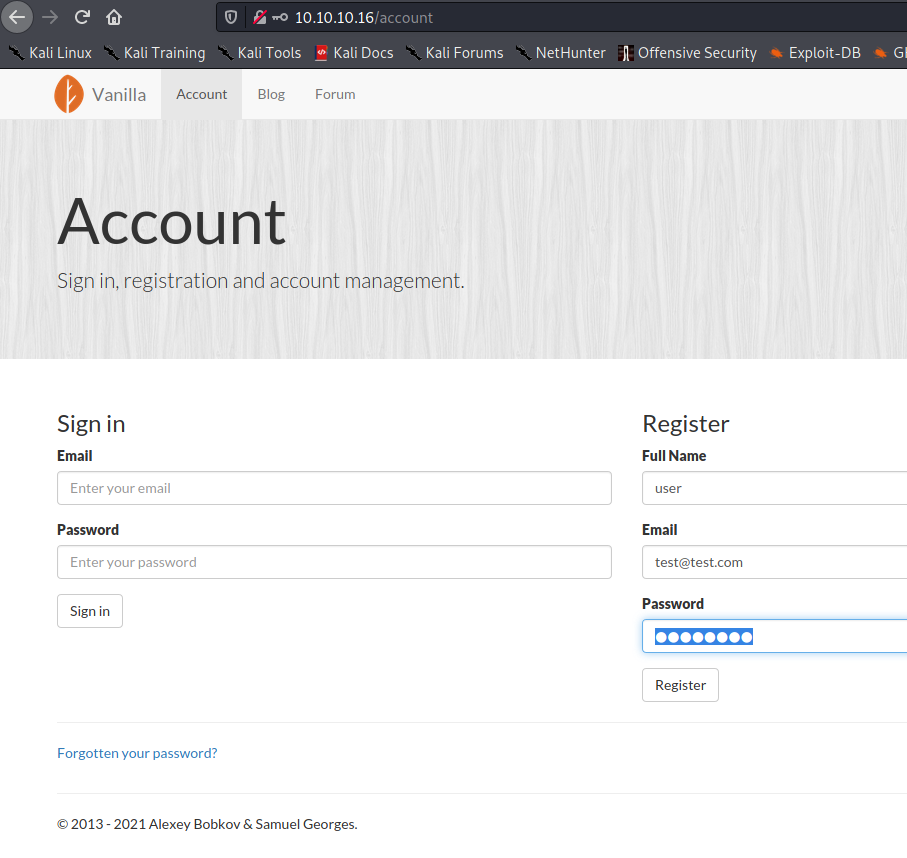 10.10.10.16/account
Kali Linux Kali Training Kali Tools Kali Docs Kali Forums NetHunter Offensive Security Exploit-DB
Vanilla Account Blog Forum
Account
Sign in, registration and account management.
Sign in
Email
Enter your email
Password
Enter your password
Sign in
Register
Full Name
user
Email
test@test.com
Password
●●●●●●●●
Register
Forgotten your password?
© 2013 - 2021 Alexey Bobkov & Samuel Georges.